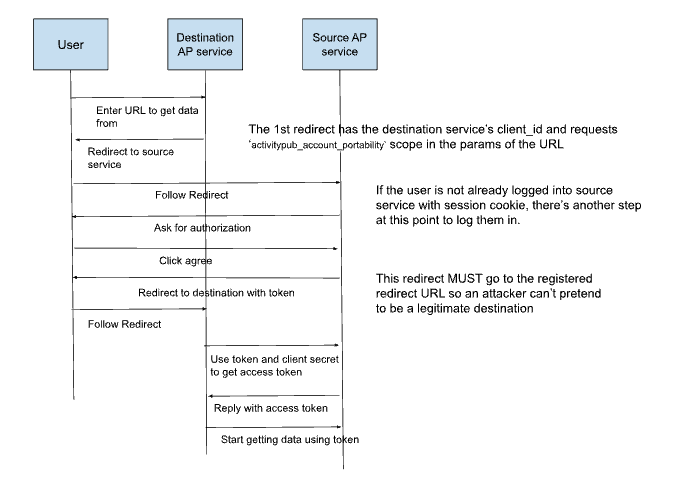 User
Destination
AP service
Source AP
service
Enter URL to get data
from
The 1st redirect has the destination service's client_id and requests
`activitypub_account_portability` scope in the params of the URL
Redirect to source
service
Follow Redirect
If the user is not already logged into source
service with session cookie, there's another step
at this point to log them in.
Ask for authorization
Click agree
This redirect MUST go to the registered
redirect URL so an attacker can't pretend
to be a legitimate destination
Redirect to destination with token
Follow Redirect
Use token and client secret
to get access token
Reply with access token
Start getting data using token